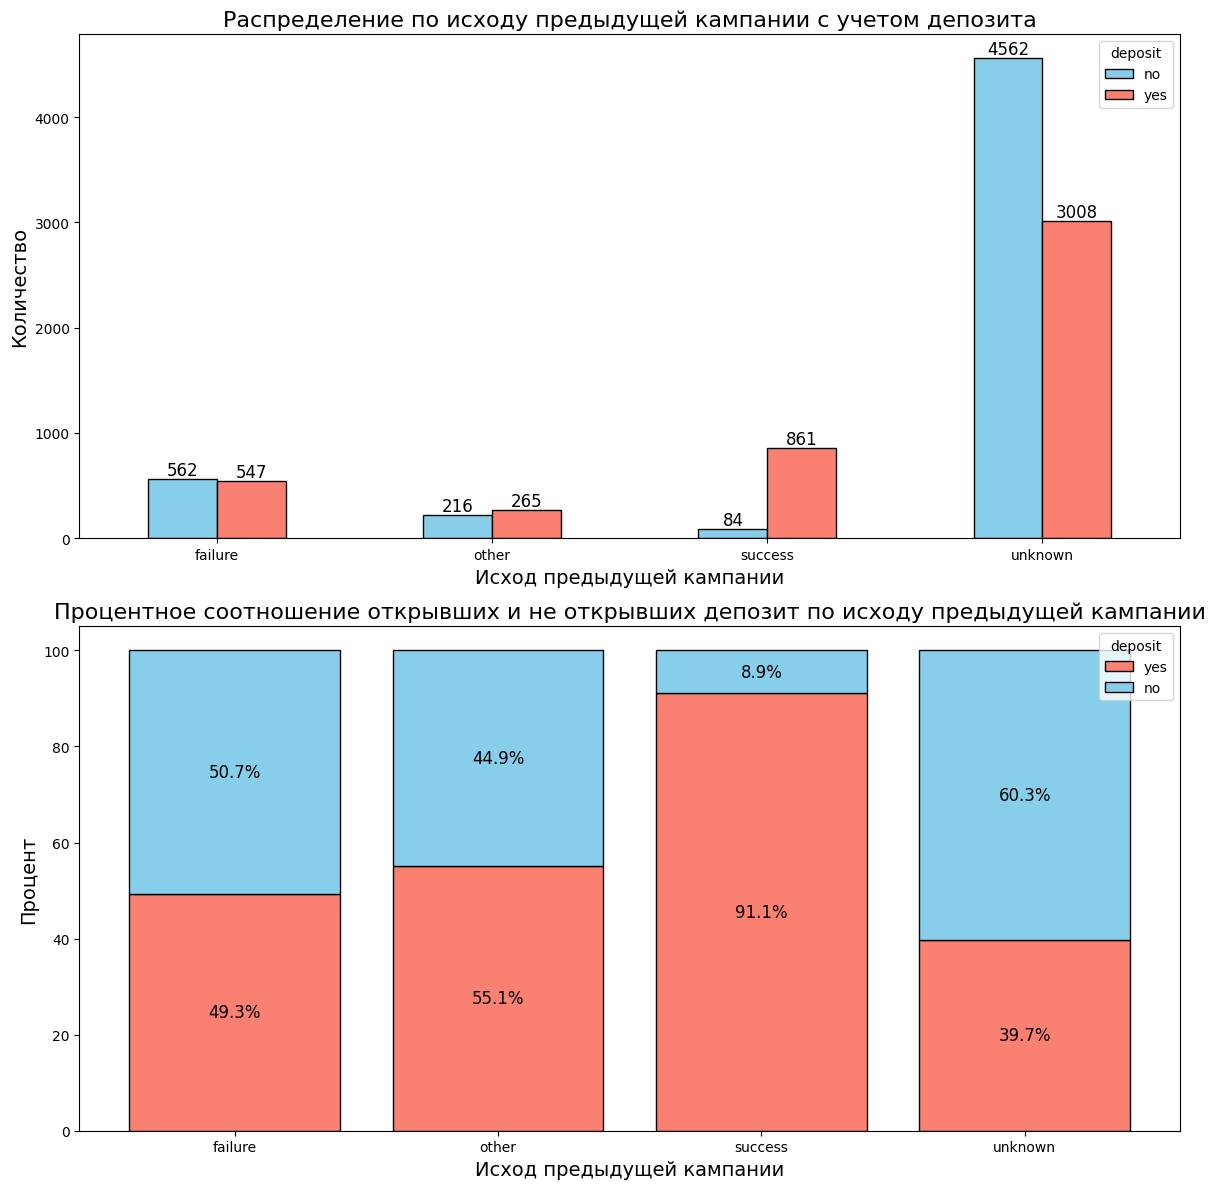 Распределение по исходу предыдущей кампании с учетом депозита
Количество
4000
3000
2000
1000
0
562
547
216
265
84
861
4562
3008
deposit
no
yes
failure
other
success
unknown
Исход предыдущей кампании
Процентное соотношение открывших и не открывших депозит по исходу предыдущей кампании
Процент
100
80
60
40
20
0
50.7%
49.3%
44.9%
55.1%
8.9%
91.1%
60.3%
39.7%
deposit
yes
no
failure
other
success
unknown
Исход предыдущей кампании